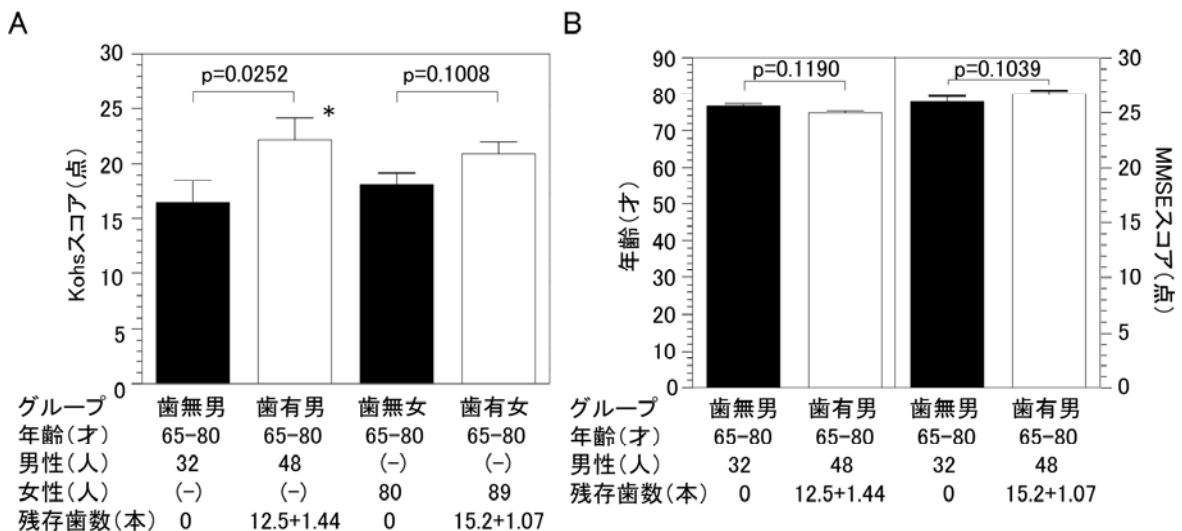 A
30
25
20
15
10
5
0
Kohsスコア(点)
p=0.0252
p=0.1008
*
グループ 歯無男 歯有男 歯無女 歯有女
年齢(才) 65-80 65-80 65-80 65-80
男性(人) 32 48 (-) (-)
女性(人) (-) (-) 80 89
残存歯数(本) 0 12.5+1.44 0 15.2+1.07
B
90
80
70
60
50
40
30
20
10
0
年齢(才)
p=0.1190
p=0.1039
30
25
20
15
10
5
0
MMSEスコア(点)
グループ 歯無男 歯有男 歯無男 歯有男
年齢(才) 65-80 65-80 65-80 65-80
男性(人) 32 48 32 48
残存歯数(本) 0 12.5+1.44 0 15.2+1.07